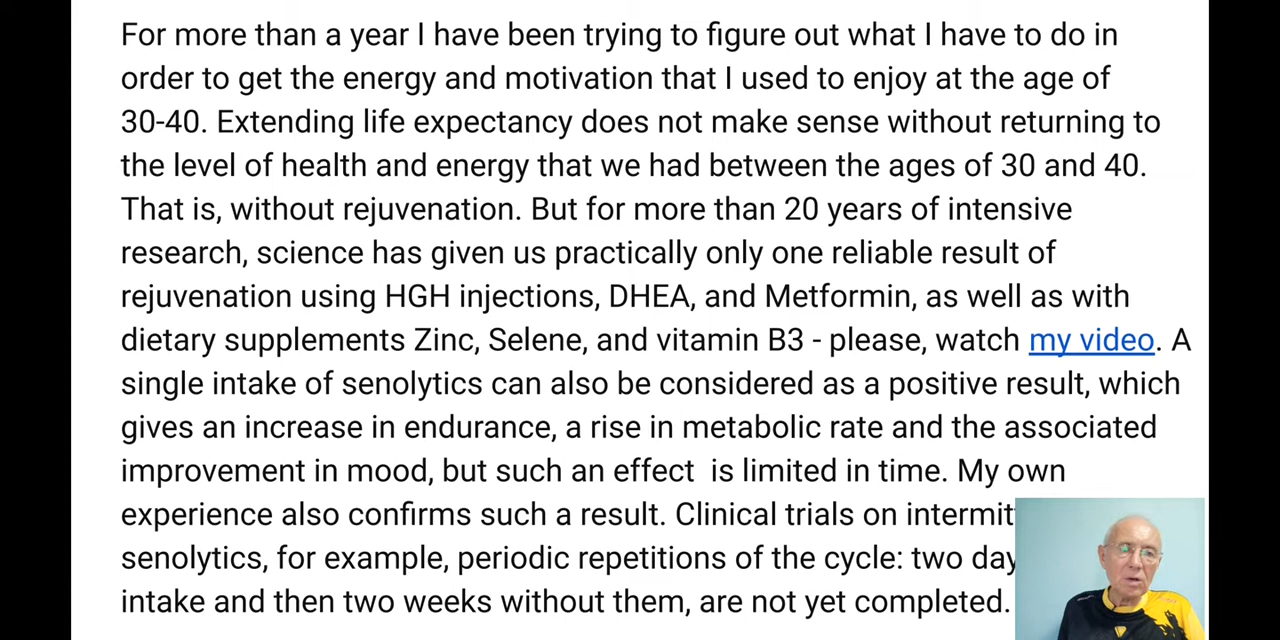 For more than a year I have been trying to figure out what I have to do in
order to get the energy and motivation that I used to enjoy at the age of
30-40. Extending life expectancy does not make sense without returning to
the level of health and energy that we had between the ages of 30 and 40.
That is, without rejuvenation. But for more than 20 years of intensive
research, science has given us practically only one reliable result of
rejuvenation using HGH injections, DHEA, and Metformin, as well as with
dietary supplements Zinc, Selene, and vitamin B3 - please, watch my video. A
single intake of senolytics can also be considered as a positive result, which
gives an increase in endurance, a rise in metabolic rate and the associated
improvement in mood, but such an effect  is limited in time. My own
experience also confirms such a result. Clinical trials on
senolytics, for example, periodic repetitions of the cycle: two
intake and then two weeks without them, are not yet completed.